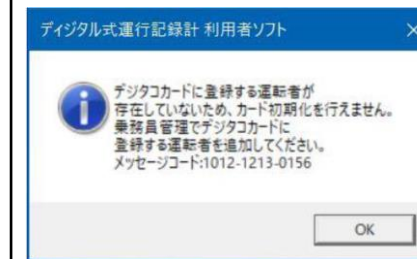 ディジタル式運行記録計 利用者ソフト
デジタコカードに登録する運転者が
存在していないため、カード初期化を行えません。
乗務員管理でデジタコカードに
登録する運転者を追加してください。
メッセージコード:1012-1213-0156
OK